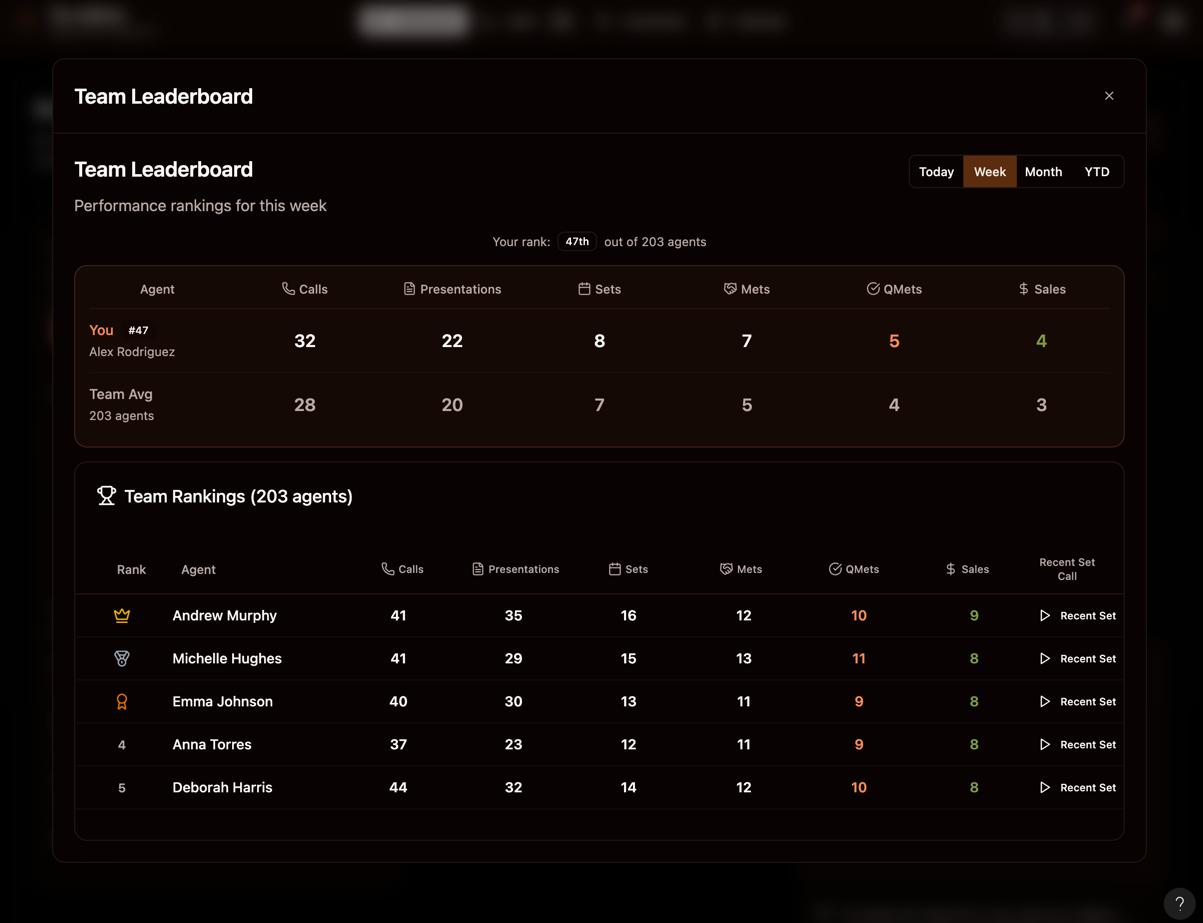 Team Leaderboard
Team Leaderboard
Today Week Month YTD
Performance rankings for this week
Your rank: 47th out of 203 agents
Agent Calls Presentations Sets Mets QMets Sales
You #47
Alex Rodriguez
32 22 8 7 5 4
Team Avg
203 agents
28 20 7 5 4 3
Team Rankings (203 agents)
Rank Agent Calls Presentations Sets Mets QMets Sales Recent Set
Call
Andrew Murphy 41 35 16 12 10 9 Recent Set
Michelle Hughes 41 29 15 13 11 8 Recent Set
Emma Johnson 40 30 13 11 9 8 Recent Set
4 Anna Torres 37 23 12 11 9 8 Recent Set
5 Deborah Harris 44 32 14 12 10 8 Recent Set
?